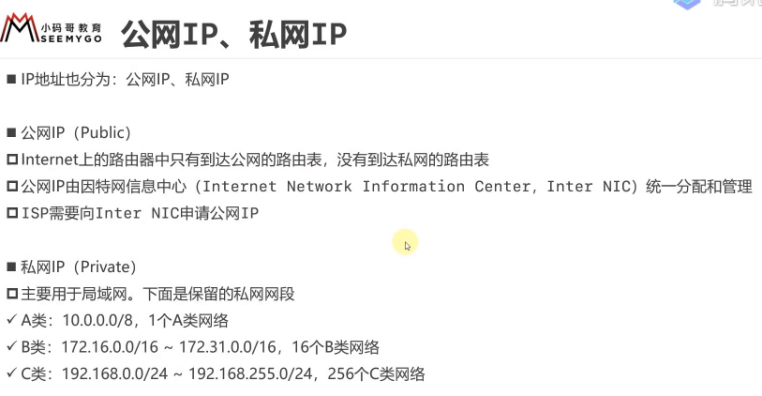 小码哥教育
SEEMYGO
公网IP、私网IP
■ IP地址也分为：公网IP、私网IP
■ 公网IP（Public）
Internet上的路由器中只有到达公网的路由表，没有到达私网的路由表
公网IP由因特网信息中心（Internet Network Information Center，Inter NIC）统一分配和管理
ISP需要向Inter NIC申请公网IP
■ 私网IP（Private）
主要用于局域网。下面是保留的私网网段
✓ A类：10.0.0.0/8，1个A类网络
✓ B类：172.16.0.0/16 ~ 172.31.0.0/16，16个B类网络
✓ C类：192.168.0.0/24 ~ 192.168.255.0/24，256个C类网络